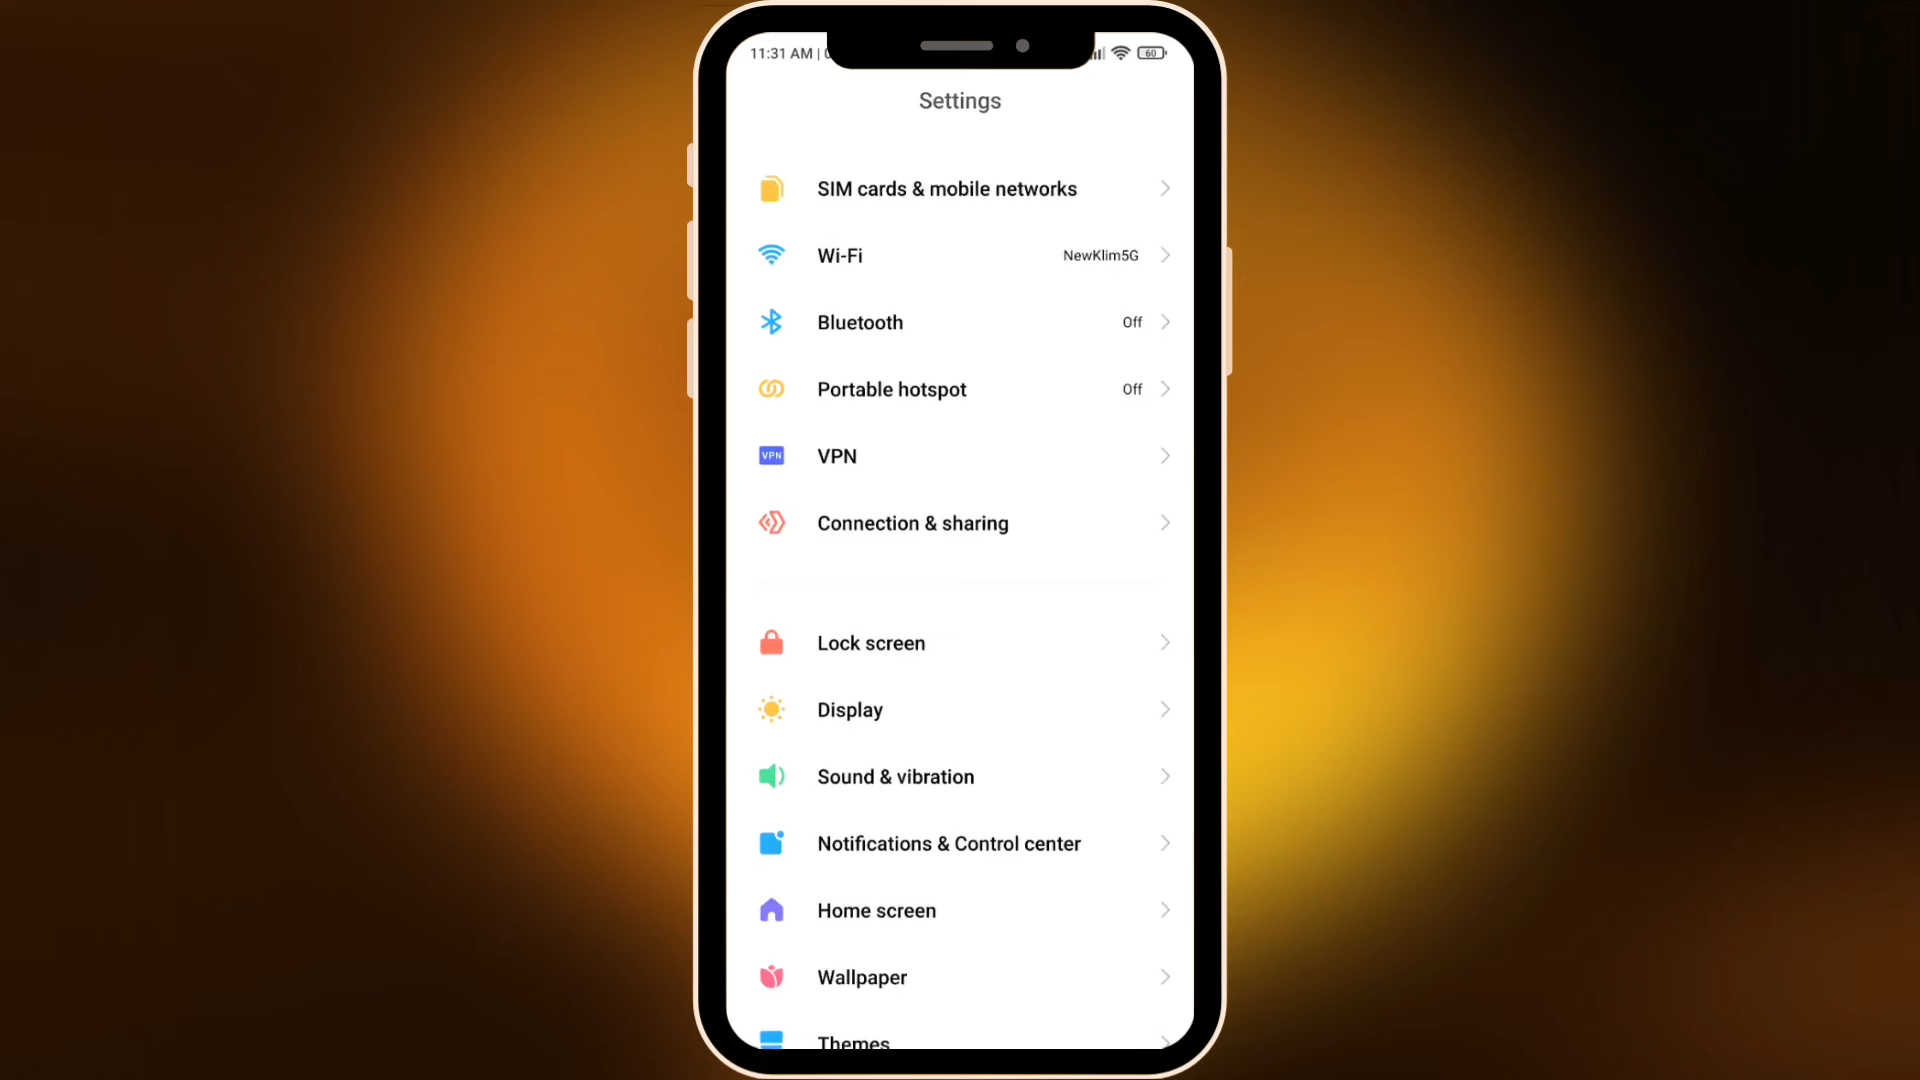 11:31 AM |
60
Settings
SIM cards & mobile networks
Wi-Fi NewKlim5G
Bluetooth Off
Portable hotspot Off
VPN VPN
Connection & sharing
Lock screen
Display
Sound & vibration
Notifications & Control center
Home screen
Wallpaper
Themes